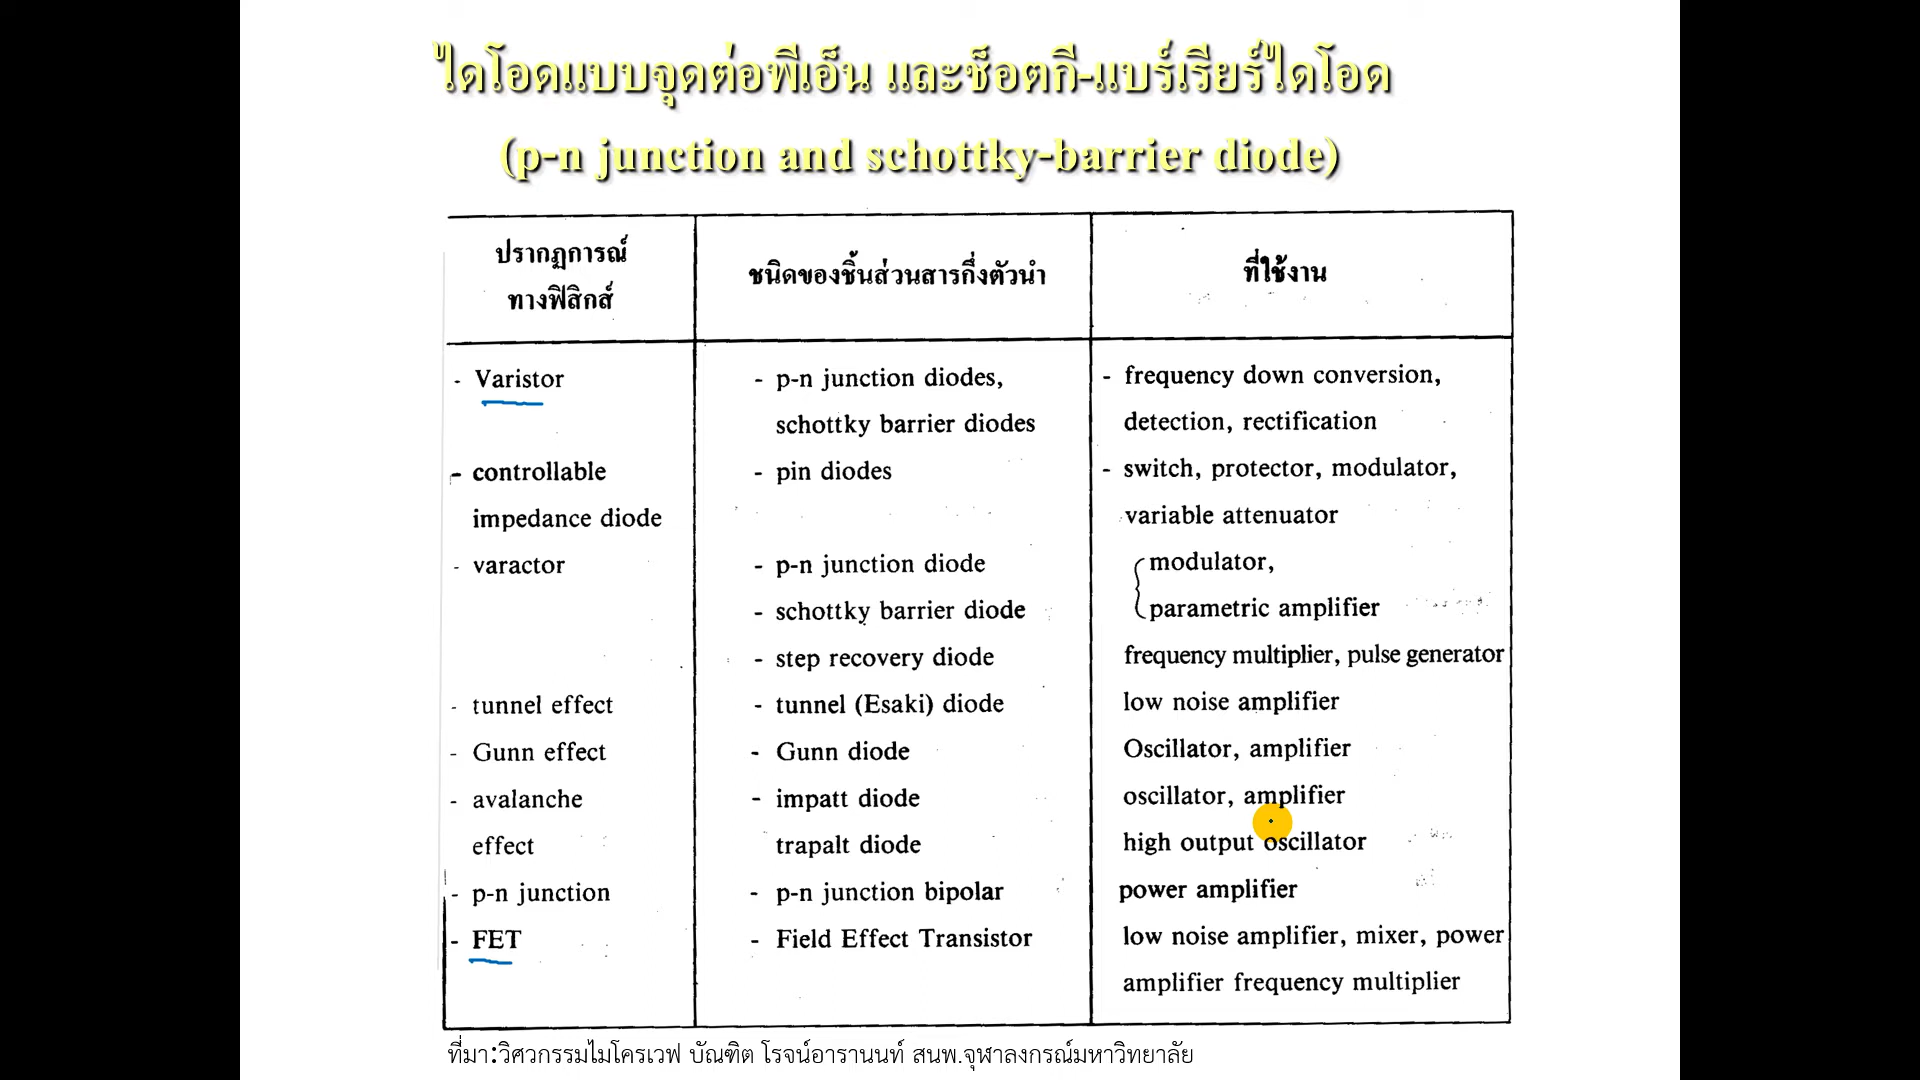 ไดโอดแบบจุดต่อพีเอ็น และช็อตกี-แบร์เรียร์ไดโอด
(p-n junction and schottky-barrier diode)
ปรากฏการณ์
ทางฟิสิกส์
ชนิดของชิ้นส่วนสารกึ่งตัวนำ
ที่ใช้งาน
- Varistor
- p-n junction diodes,
- frequency down conversion,
schottky barrier diodes
detection, rectification
- controllable
- pin diodes
- switch, protector, modulator,
impedance diode
variable attenuator
- varactor
- p-n junction diode
modulator,
- schottky barrier diode
parametric amplifier
- step recovery diode
frequency multiplier, pulse generator
- tunnel effect
- tunnel (Esaki) diode
low noise amplifier
- Gunn effect
- Gunn diode
Oscillator, amplifier
- avalanche
- impatt diode
oscillator, amplifier
effect
trapalt diode
high output oscillator
- p-n junction
- p-n junction bipolar
power amplifier
- FET
- Field Effect Transistor
low noise amplifier, mixer, power
amplifier frequency multiplier
ที่มา:วิศวกรรมไมโครเวฟ บัณฑิต โรจน์อารานนท์ สนพ.จุฬาลงกรณ์มหาวิทยาลัย